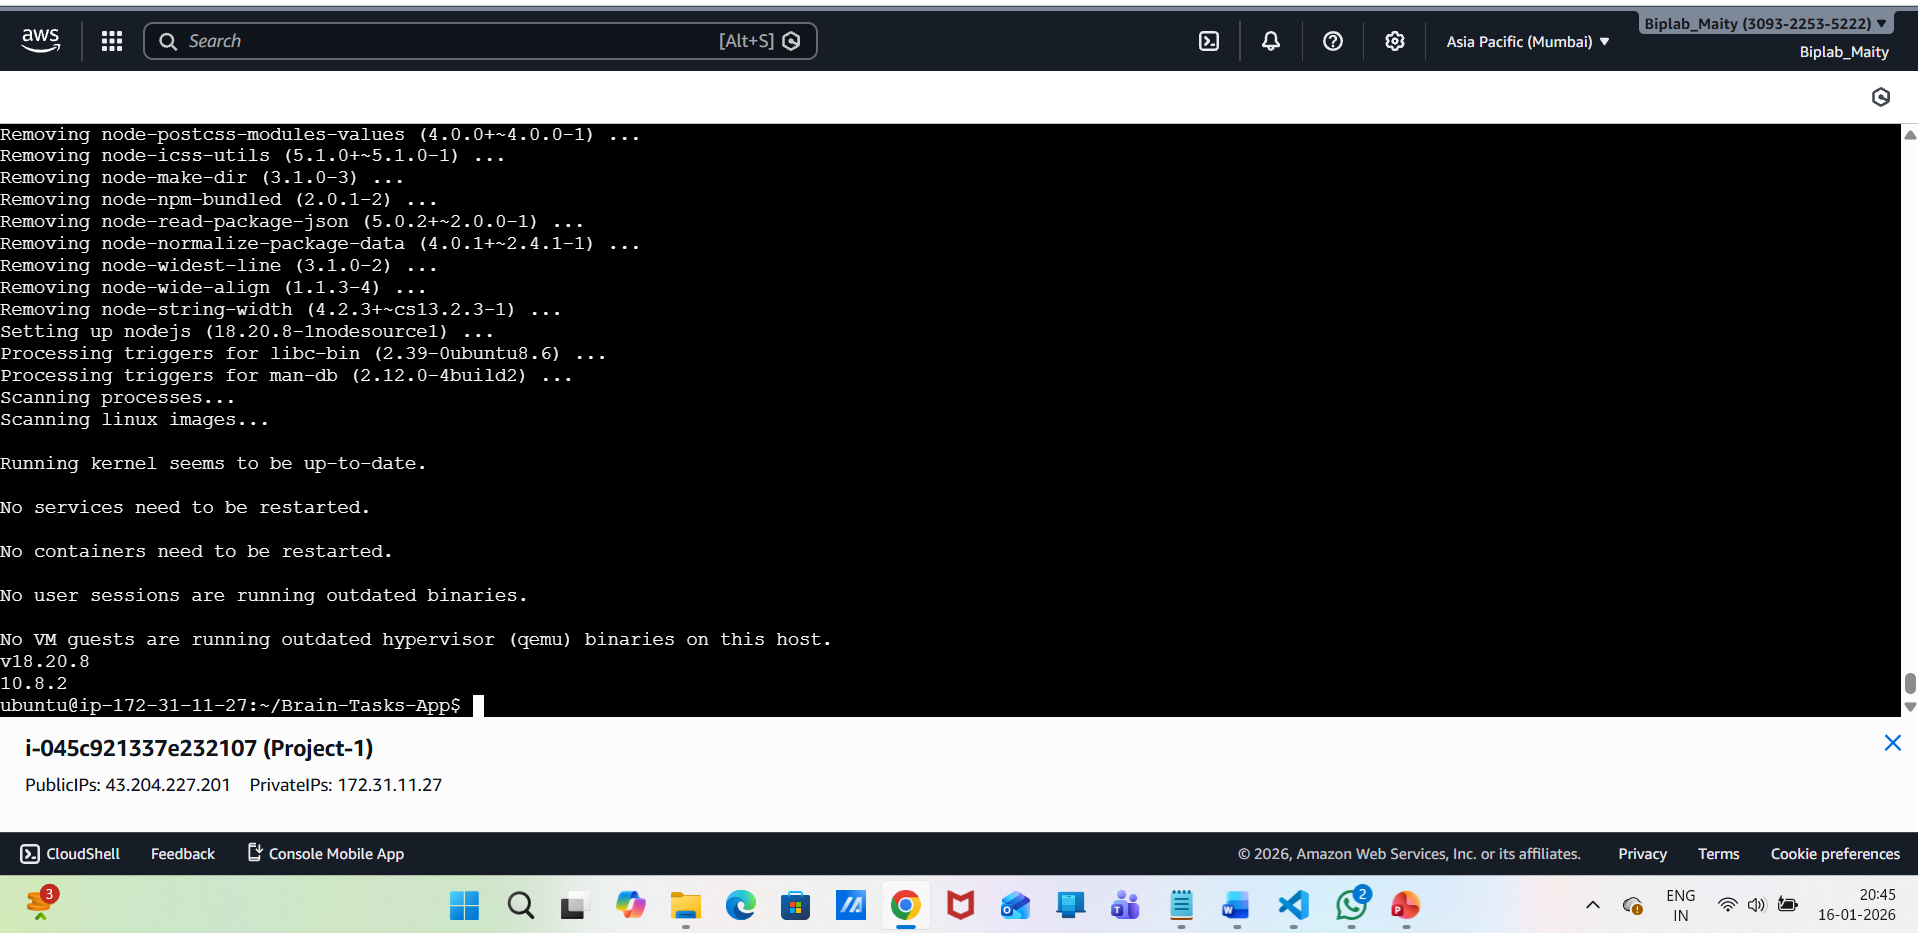 aws
Search
[Alt+S]
Asia Pacific (Mumbai)
Biplab_Maity (3093-2253-5222)
Biplab_Maity
Removing node-postcss-modules-values (4.0.0+~4.0.0-1) ...
Removing node-icss-utils (5.1.0+~5.1.0-1) ...
Removing node-make-dir (3.1.0-3) ...
Removing node-npm-bundled (2.0.1-2) ...
Removing node-read-package-json (5.0.2+~2.0.0-1) ...
Removing node-normalize-package-data (4.0.1+~2.4.1-1) ...
Removing node-widest-line (3.1.0-2) ...
Removing node-wide-align (1.1.3-4) ...
Removing node-string-width (4.2.3+~cs13.2.3-1) ...
Setting up nodejs (18.20.8-1nodesource1) ...
Processing triggers for libc-bin (2.39-0ubuntu8.6) ...
Processing triggers for man-db (2.12.0-4build2) ...
Scanning processes...
Scanning linux images...
Running kernel seems to be up-to-date.
No services need to be restarted.
No containers need to be restarted.
No user sessions are running outdated binaries.
No VM guests are running outdated hypervisor (qemu) binaries on this host.
v18.20.8
10.8.2
ubuntu@ip-172-31-11-27:~/Brain-Tasks-App$
i-045c921337e232107 (Project-1)
PublicIPs: 43.204.227.201 PrivateIPs: 172.31.11.27
CloudShell Feedback Console Mobile App © 2026, Amazon Web Services, Inc. or its affiliates. Privacy Terms Cookie preferences
3
2
ENG
IN
20:45
16-01-2026